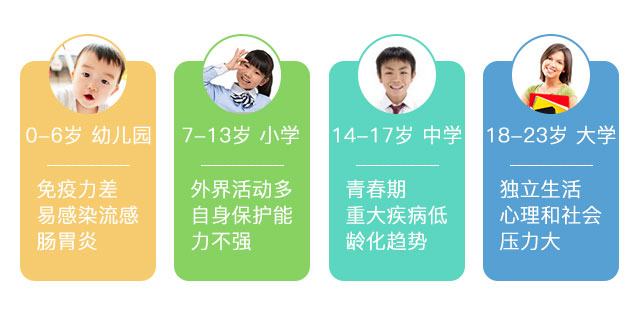 0-6岁 幼儿园
免疫力差
易感染流感
肠胃炎
7-13岁 小学
外界活动多
自身保护能
力不强
14-17岁 中学
青春期
重大疾病低
龄化趋势
18-23岁 大学
独立生活
心理和社会
压力大